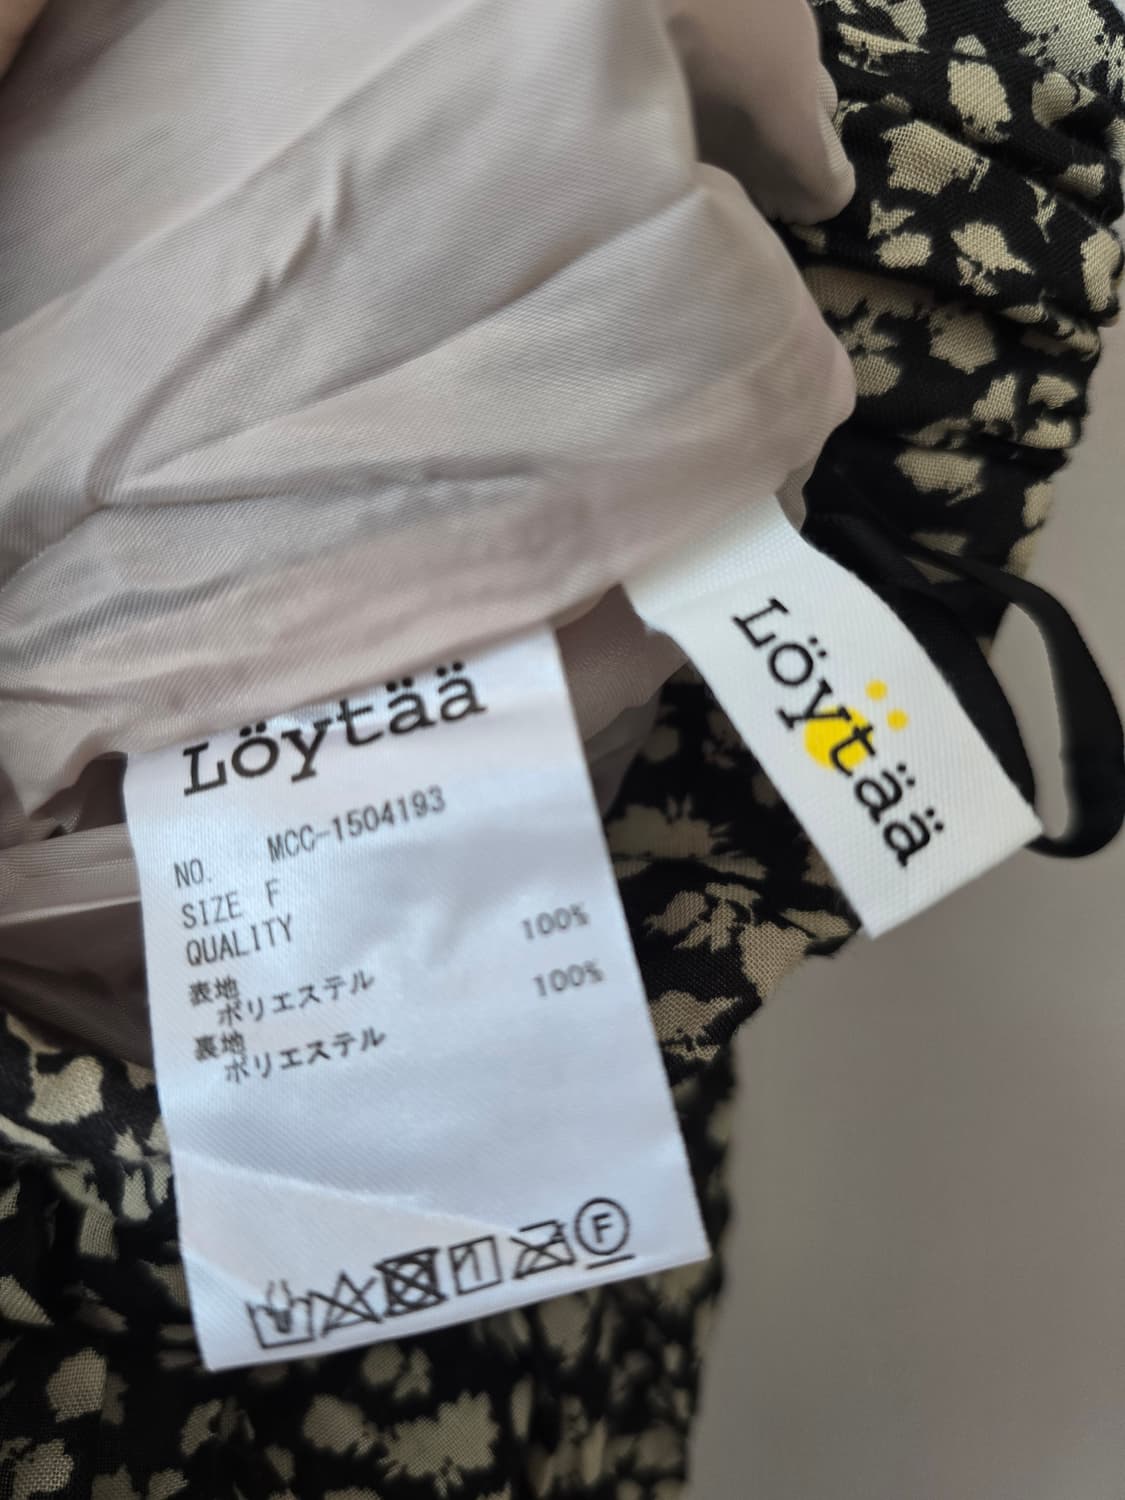 Löytää
NO. MCC-1504193
SIZE F
QUALITY
表地 100%
ポリエステル
裏地 100%
ポリエステル
F
Löytää